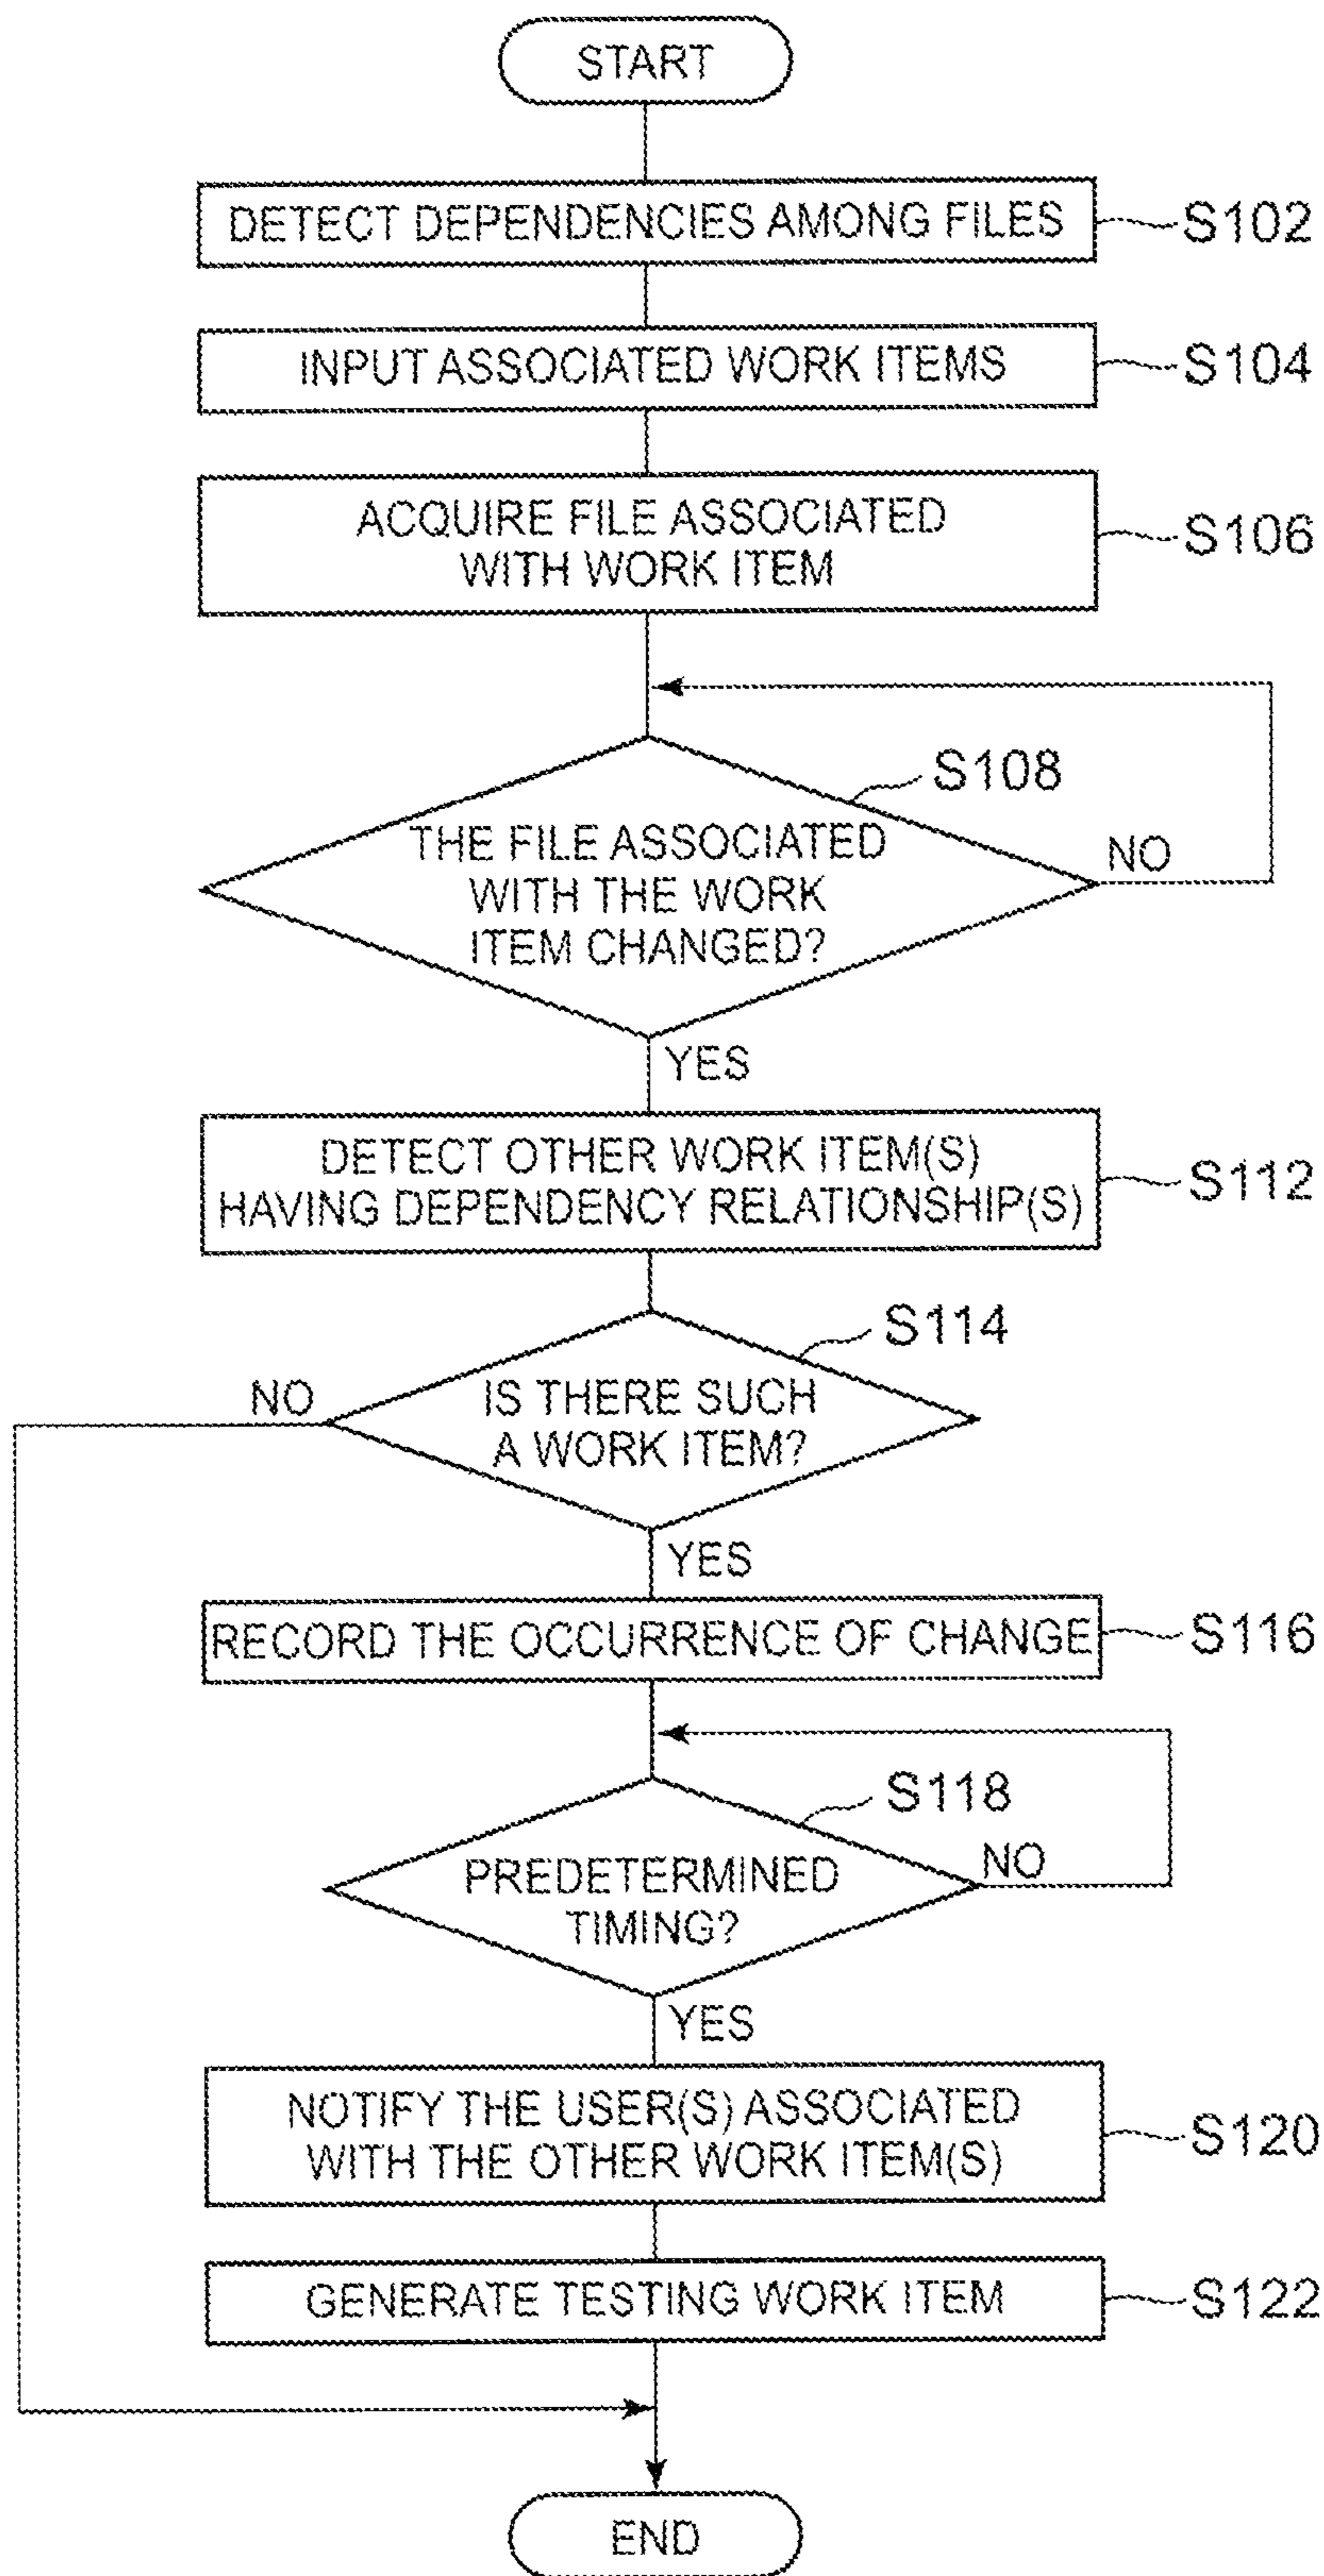 START
DETECT DEPENDENCIES AMONG FILES
S102
INPUT ASSOCIATED WORK ITEMS
S104
ACQUIRE FILE ASSOCIATED
WITH WORK ITEM
S106
S108
THE FILE ASSOCIATED
WITH THE WORK
ITEM CHANGED?
NO
YES
DETECT OTHER WORK ITEM(S)
HAVING DEPENDENCY RELATIONSHIP(S)
S112
S114
NO
IS THERE SUCH
A WORK ITEM?
YES
RECORD THE OCCURRENCE OF CHANGE
S116
S118
PREDETERMINED
TIMING?
NO
YES
NOTIFY THE USER(S) ASSOCIATED
WITH THE OTHER WORK ITEM(S)
S120
GENERATE TESTING WORK ITEM
S122
END